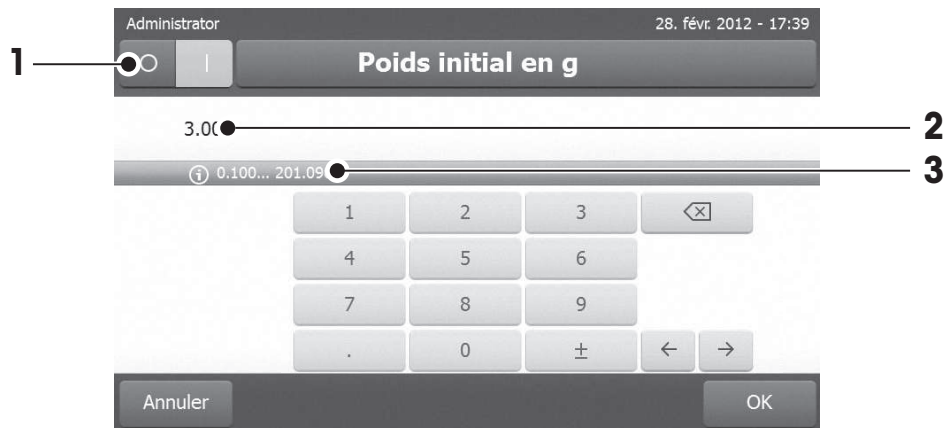 Administrator 28. févr. 2012 - 17:39
1
Poids initial en g
3.0
2
0.100... 201.09
3
1 2 3
4 5 6
7 8 9
. 0 ±
← →
Annuler OK